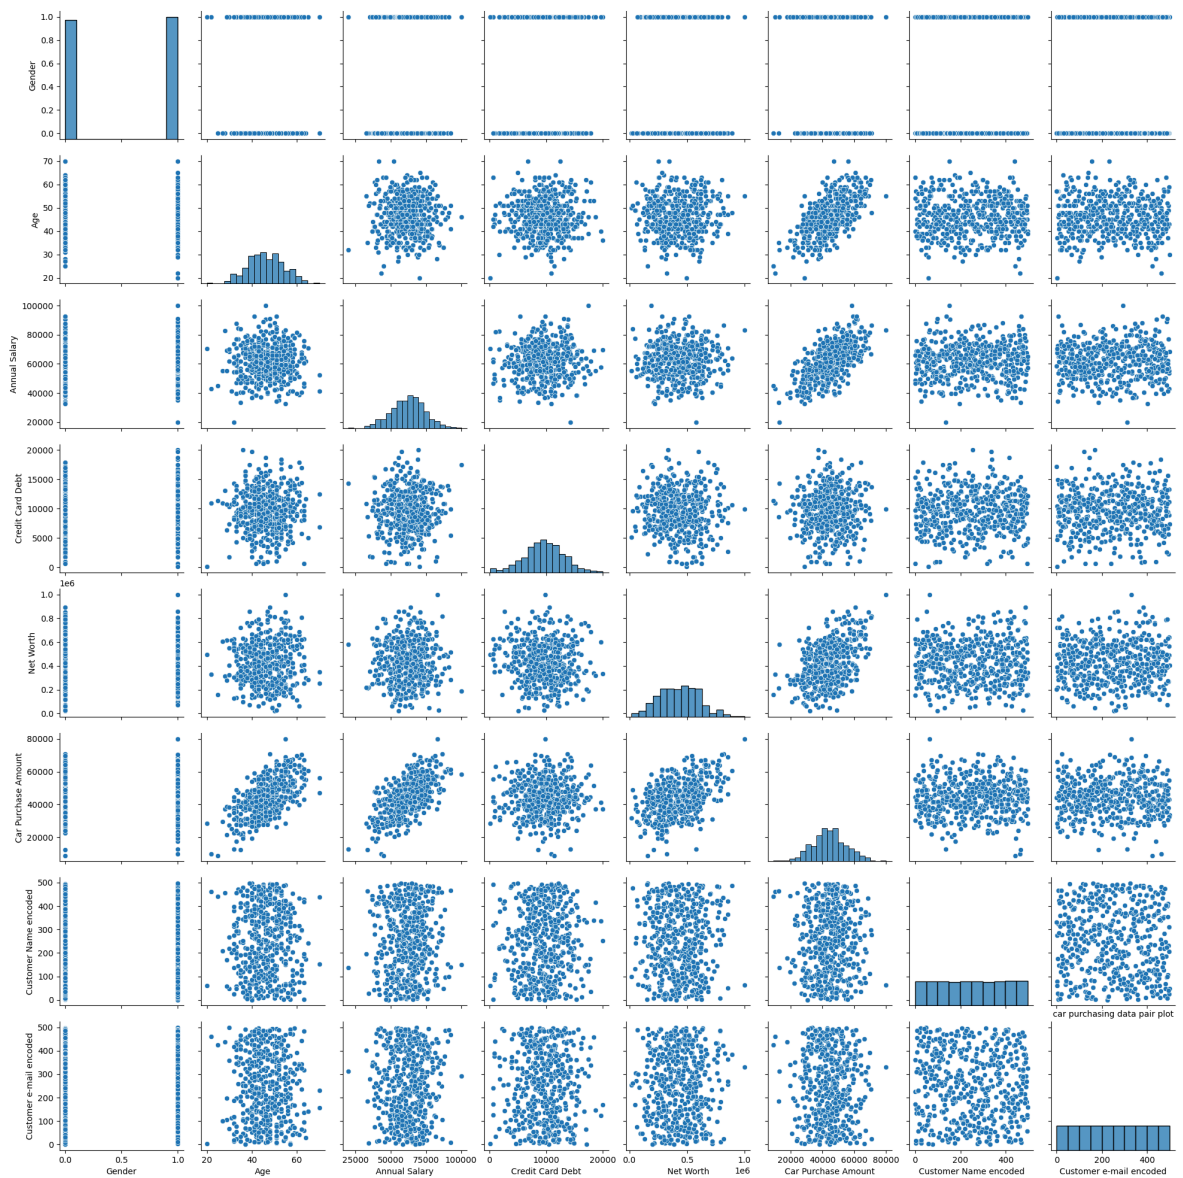 1.0
0.8
0.6
0.4
0.2
0.0
Gender
70
60
50
40
30
20
Age
100000
80000
60000
40000
20000
Annual Salary
20000
15000
10000
5000
0
Credit Card Debt
1e6
1.0
0.8
0.6
0.4
0.2
0.0
Net Worth
80000
60000
40000
20000
Car Purchase Amount
500
400
300
200
100
0
Customer Name encoded
car purchasing data pair plot
500
400
300
200
100
0
Customer e-mail encoded
0.0 0.5 1.0
Gender
20 40 60
Age
25000 50000 75000 100000
Annual Salary
0 10000 20000
Credit Card Debt
0.0 0.5 1.0
1e6
Net Worth
20000 40000 60000 80000
Car Purchase Amount
0 200 400
Customer Name encoded
0 200 400
Customer e-mail encoded